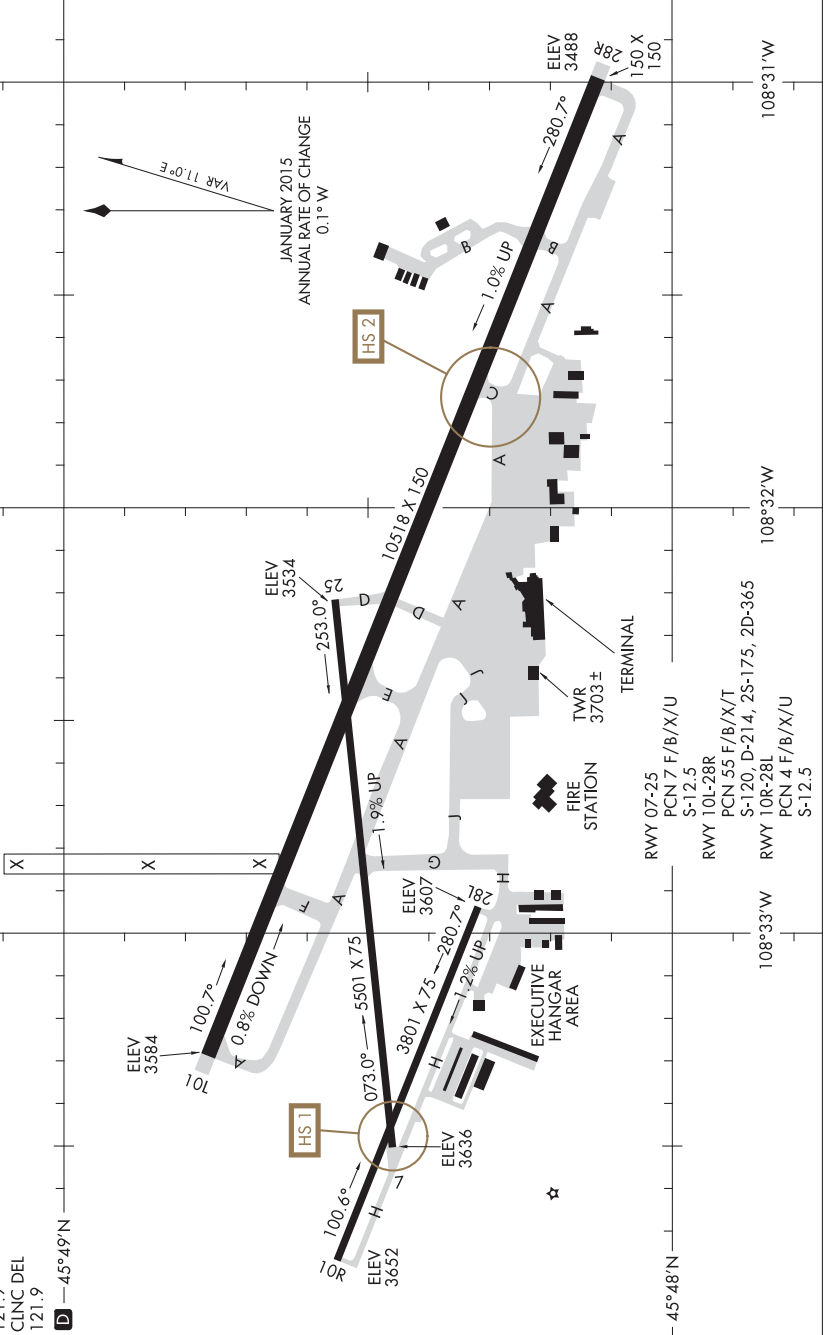 121.9
CLNC DEL
121.9
D
45°49'N
VAR 11.0°E
JANUARY 2015
ANNUAL RATE OF CHANGE
0.1° W
ELEV
3488
28R
150 X
150
280.7°
A
B
B
1.0% UP
A
HS 2
C
A
10518 X 150
ELEV
3534
25
253.0°
D
D
A
E
A
J
J
TERMINAL
TWR
3703±
FIRE
STATION
1.9% UP
J
G
H
X
X
X
F
A
ELEV
3607
28L
280.7°
1.2% UP
3801 X 75
5501 X 75
073.0°
100.7°
0.8% DOWN
ELEV
3584
10L
A
H
EXECUTIVE
HANGAR
AREA
HS 1
ELEV
3636
7
100.6°
H
10R
ELEV
3652
RWY 07-25
PCN 7 F/B/X/U
S-12.5
RWY 10L-28R
PCN 55 F/B/X/T
S-120, D-214, 2S-175, 2D-365
RWY 10R-28L
PCN 4 F/B/X/U
S-12.5
45°48'N
108°33'W
108°32'W
108°31'W